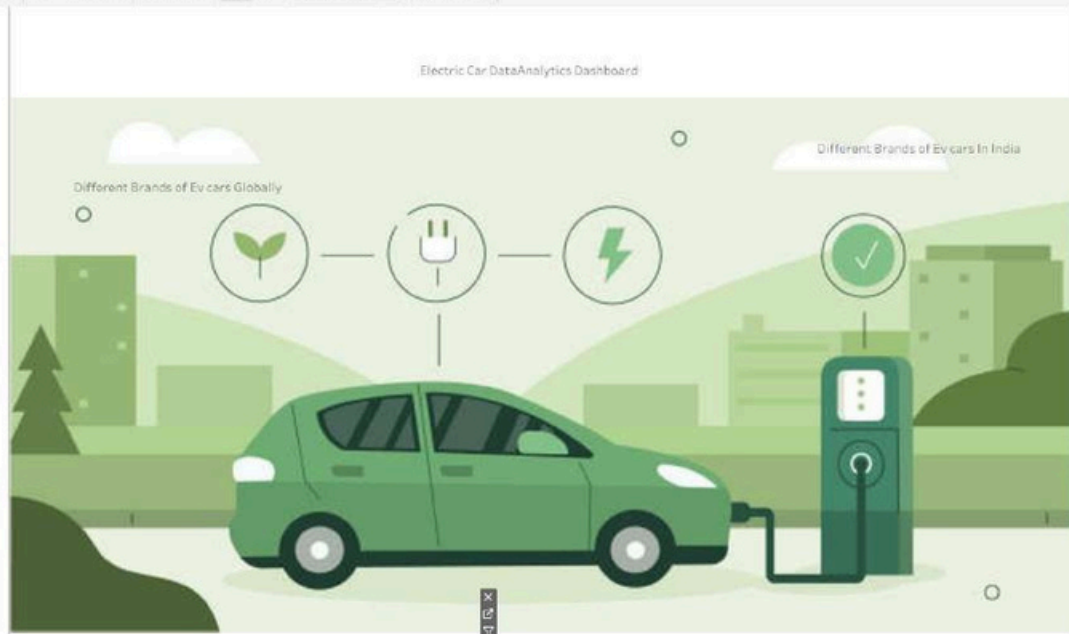 Electric Car DataAnalytics Dashboard
Different Brands of Ev cars In India
Different Brands of Ev cars Globally